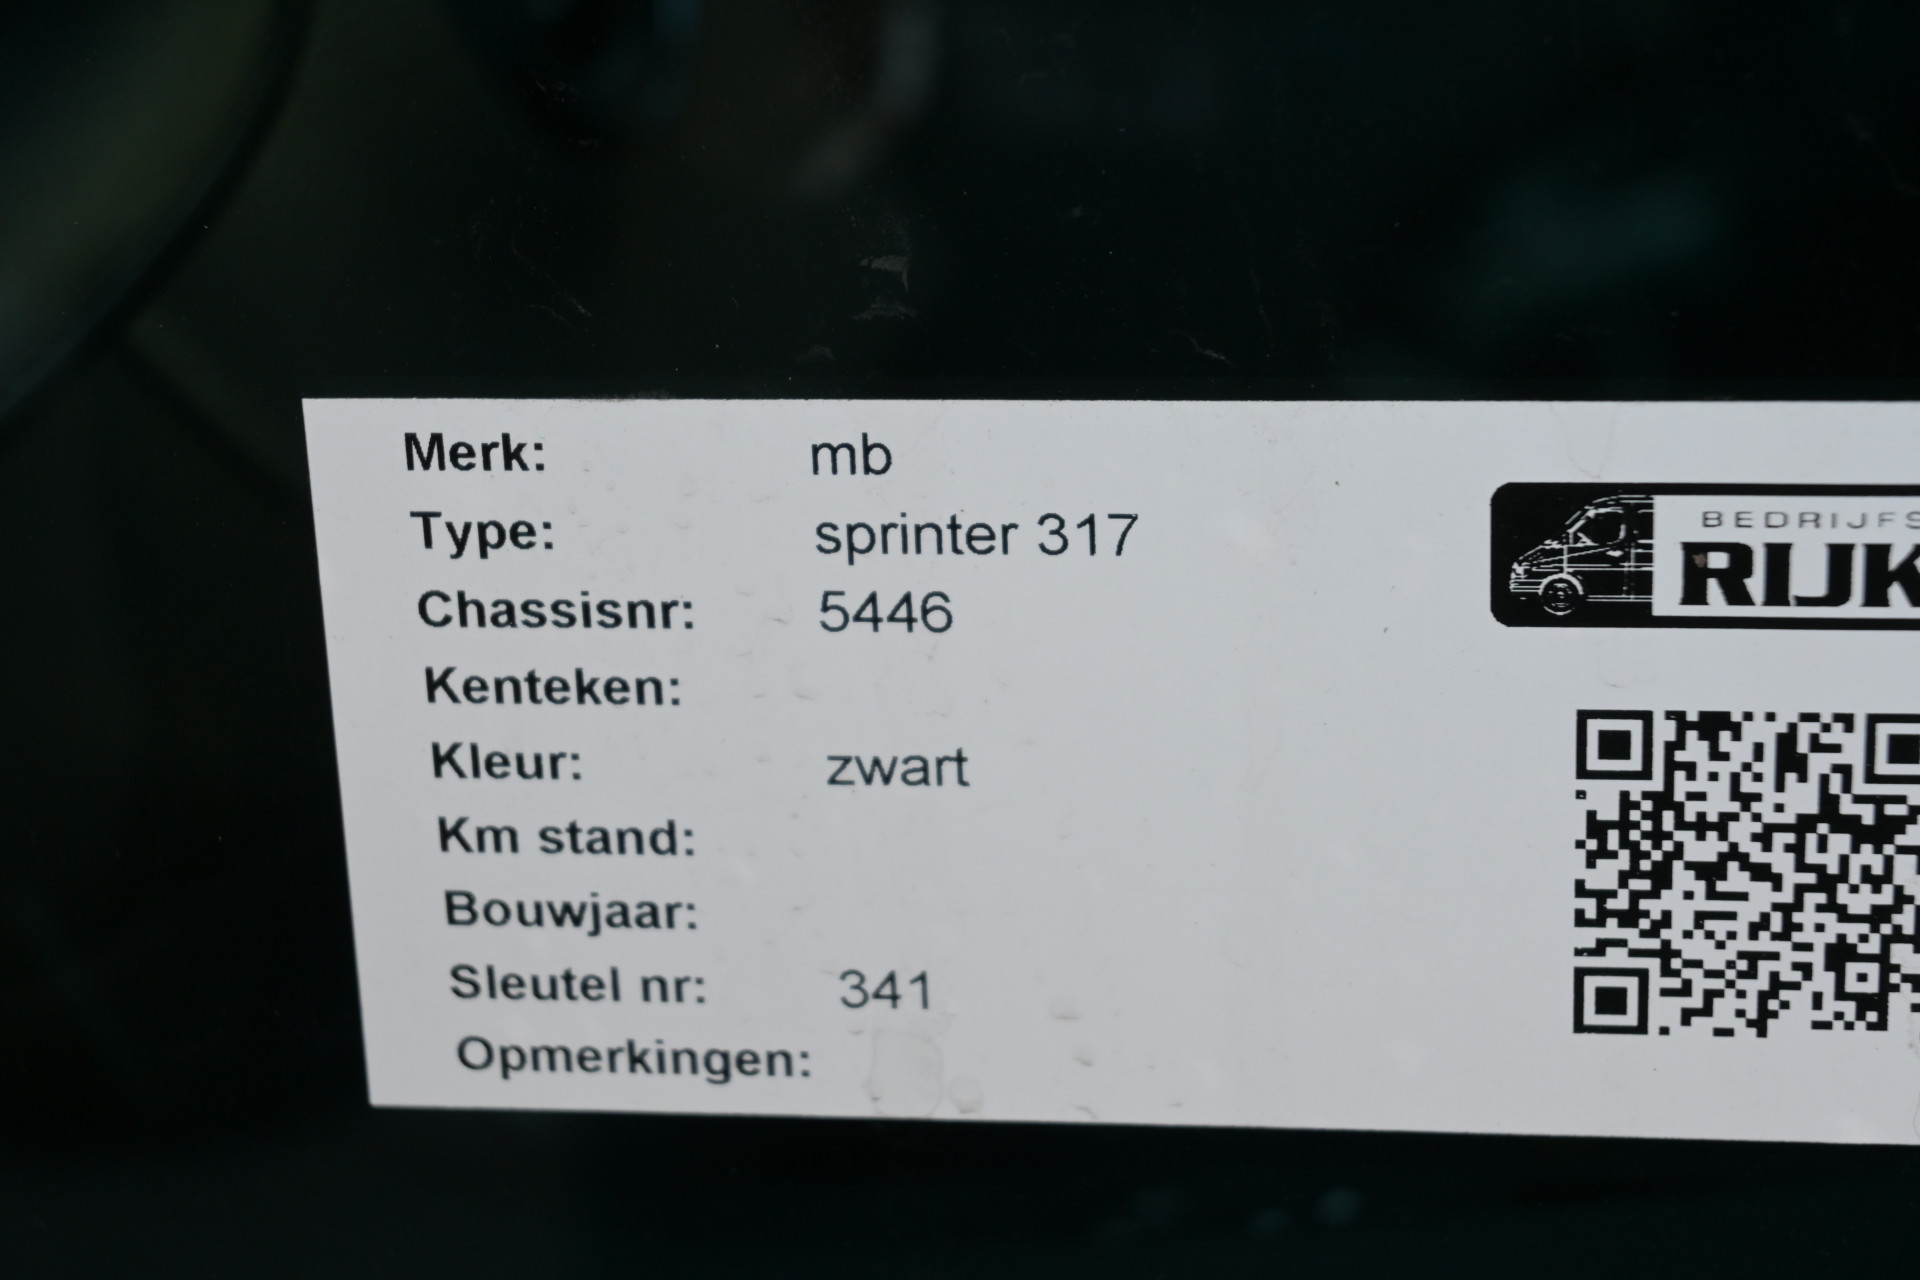 Merk: mb
Type: sprinter 317
Chassisnr: 5446
Kenteken:
Kleur: zwart
Km stand:
Bouwjaar:
Sleutel nr: 341
Opmerkingen:
BEDRIJFS
RIJK